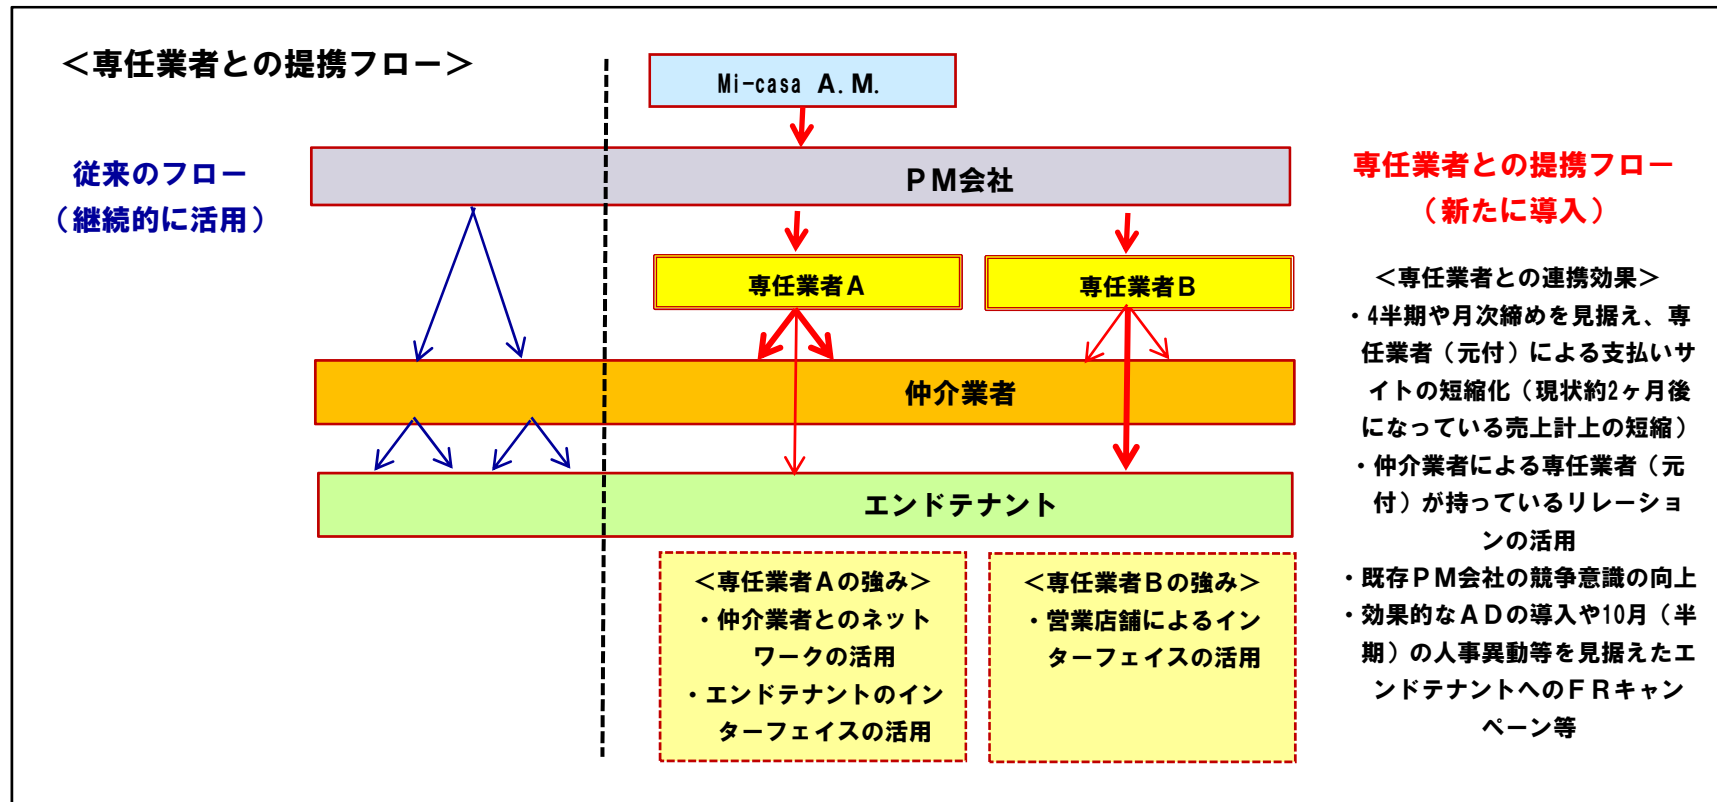 ＜専任業者との提携フロー＞
Mi-casa A.M.
従来のフロー
（継続的に活用）
ＰＭ会社
専任業者との提携フロー
（新たに導入）
専任業者Ａ
専任業者Ｂ
仲介業者
エンドテナント
＜専任業者Ａの強み＞
・仲介業者とのネット
ワークの活用
・エンドテナントのイン
ターフェイスの活用
＜専任業者Ｂの強み＞
・営業店舗によるイン
ターフェイスの活用
＜専任業者との連携効果＞
・4半期や月次締めを見据え、専
任業者（元付）による支払いサ
イトの短縮化（現状約2ヶ月後
になっている売上計上の短縮）
・仲介業者による専任業者（元
付）が持っているリレーショ
ンの活用
・既存ＰＭ会社の競争意識の向上
・効果的なＡＤの導入や10月（半
期）の人事異動等を見据えたエ
ンドテナントへのＦＲキャン
ペーン等